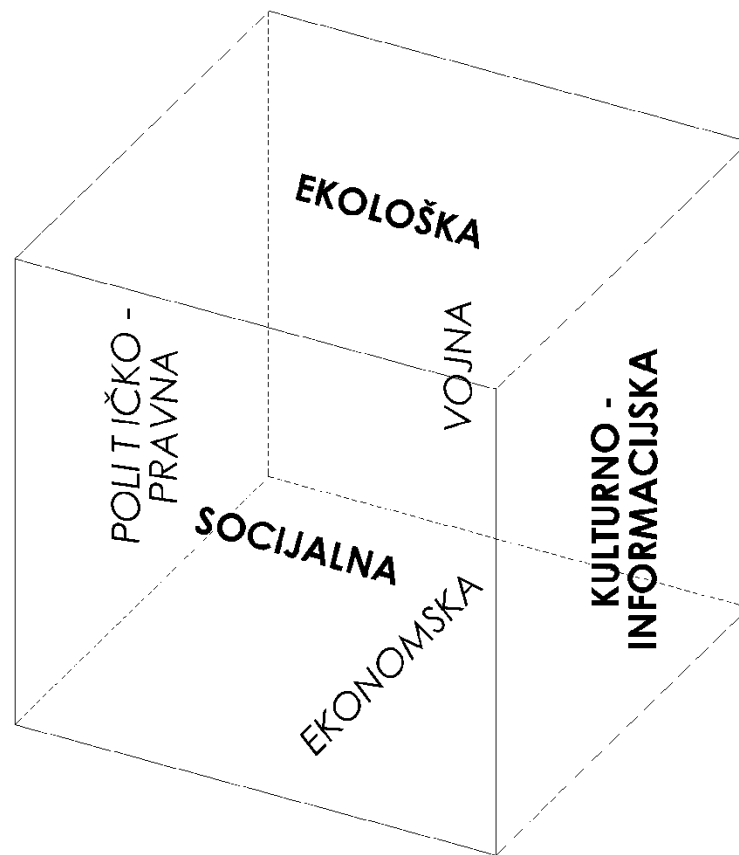 EKOLOŠKA
POLITIČKO -
PRAVNA
VOJNA
KULTURNO -
INFORMACIJSKA
SOCIJALNA
EKONOMSKA